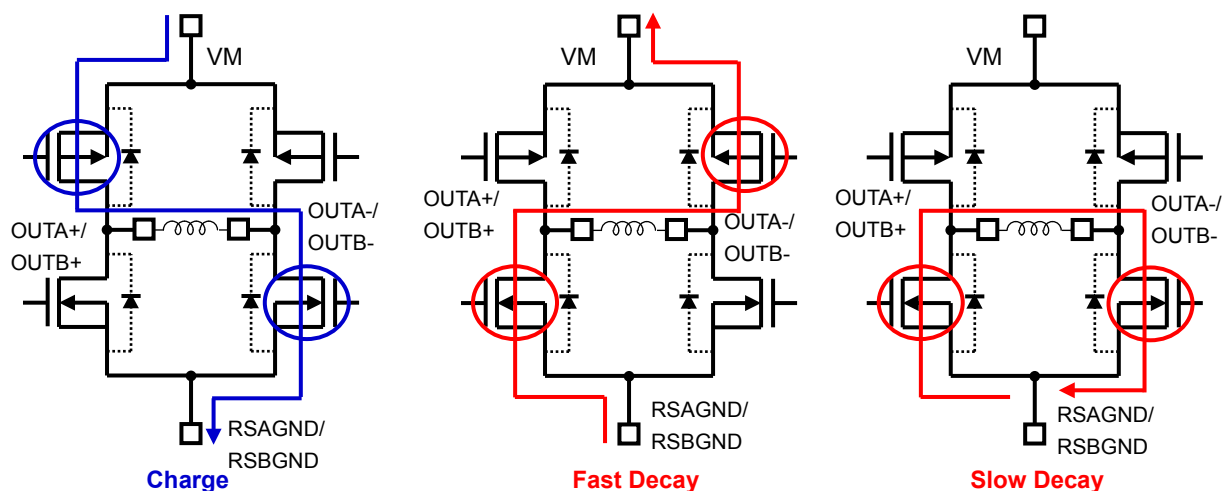 VM
OUTA+/
OUTB+
OUTA-/
OUTB-
RSAGND/
RSBGND
Charge
VM
OUTA+/
OUTB+
OUTA-/
OUTB-
RSAGND/
RSBGND
Fast Decay
VM
OUTA+/
OUTB+
OUTA-/
OUTB-
RSAGND/
RSBGND
Slow Decay